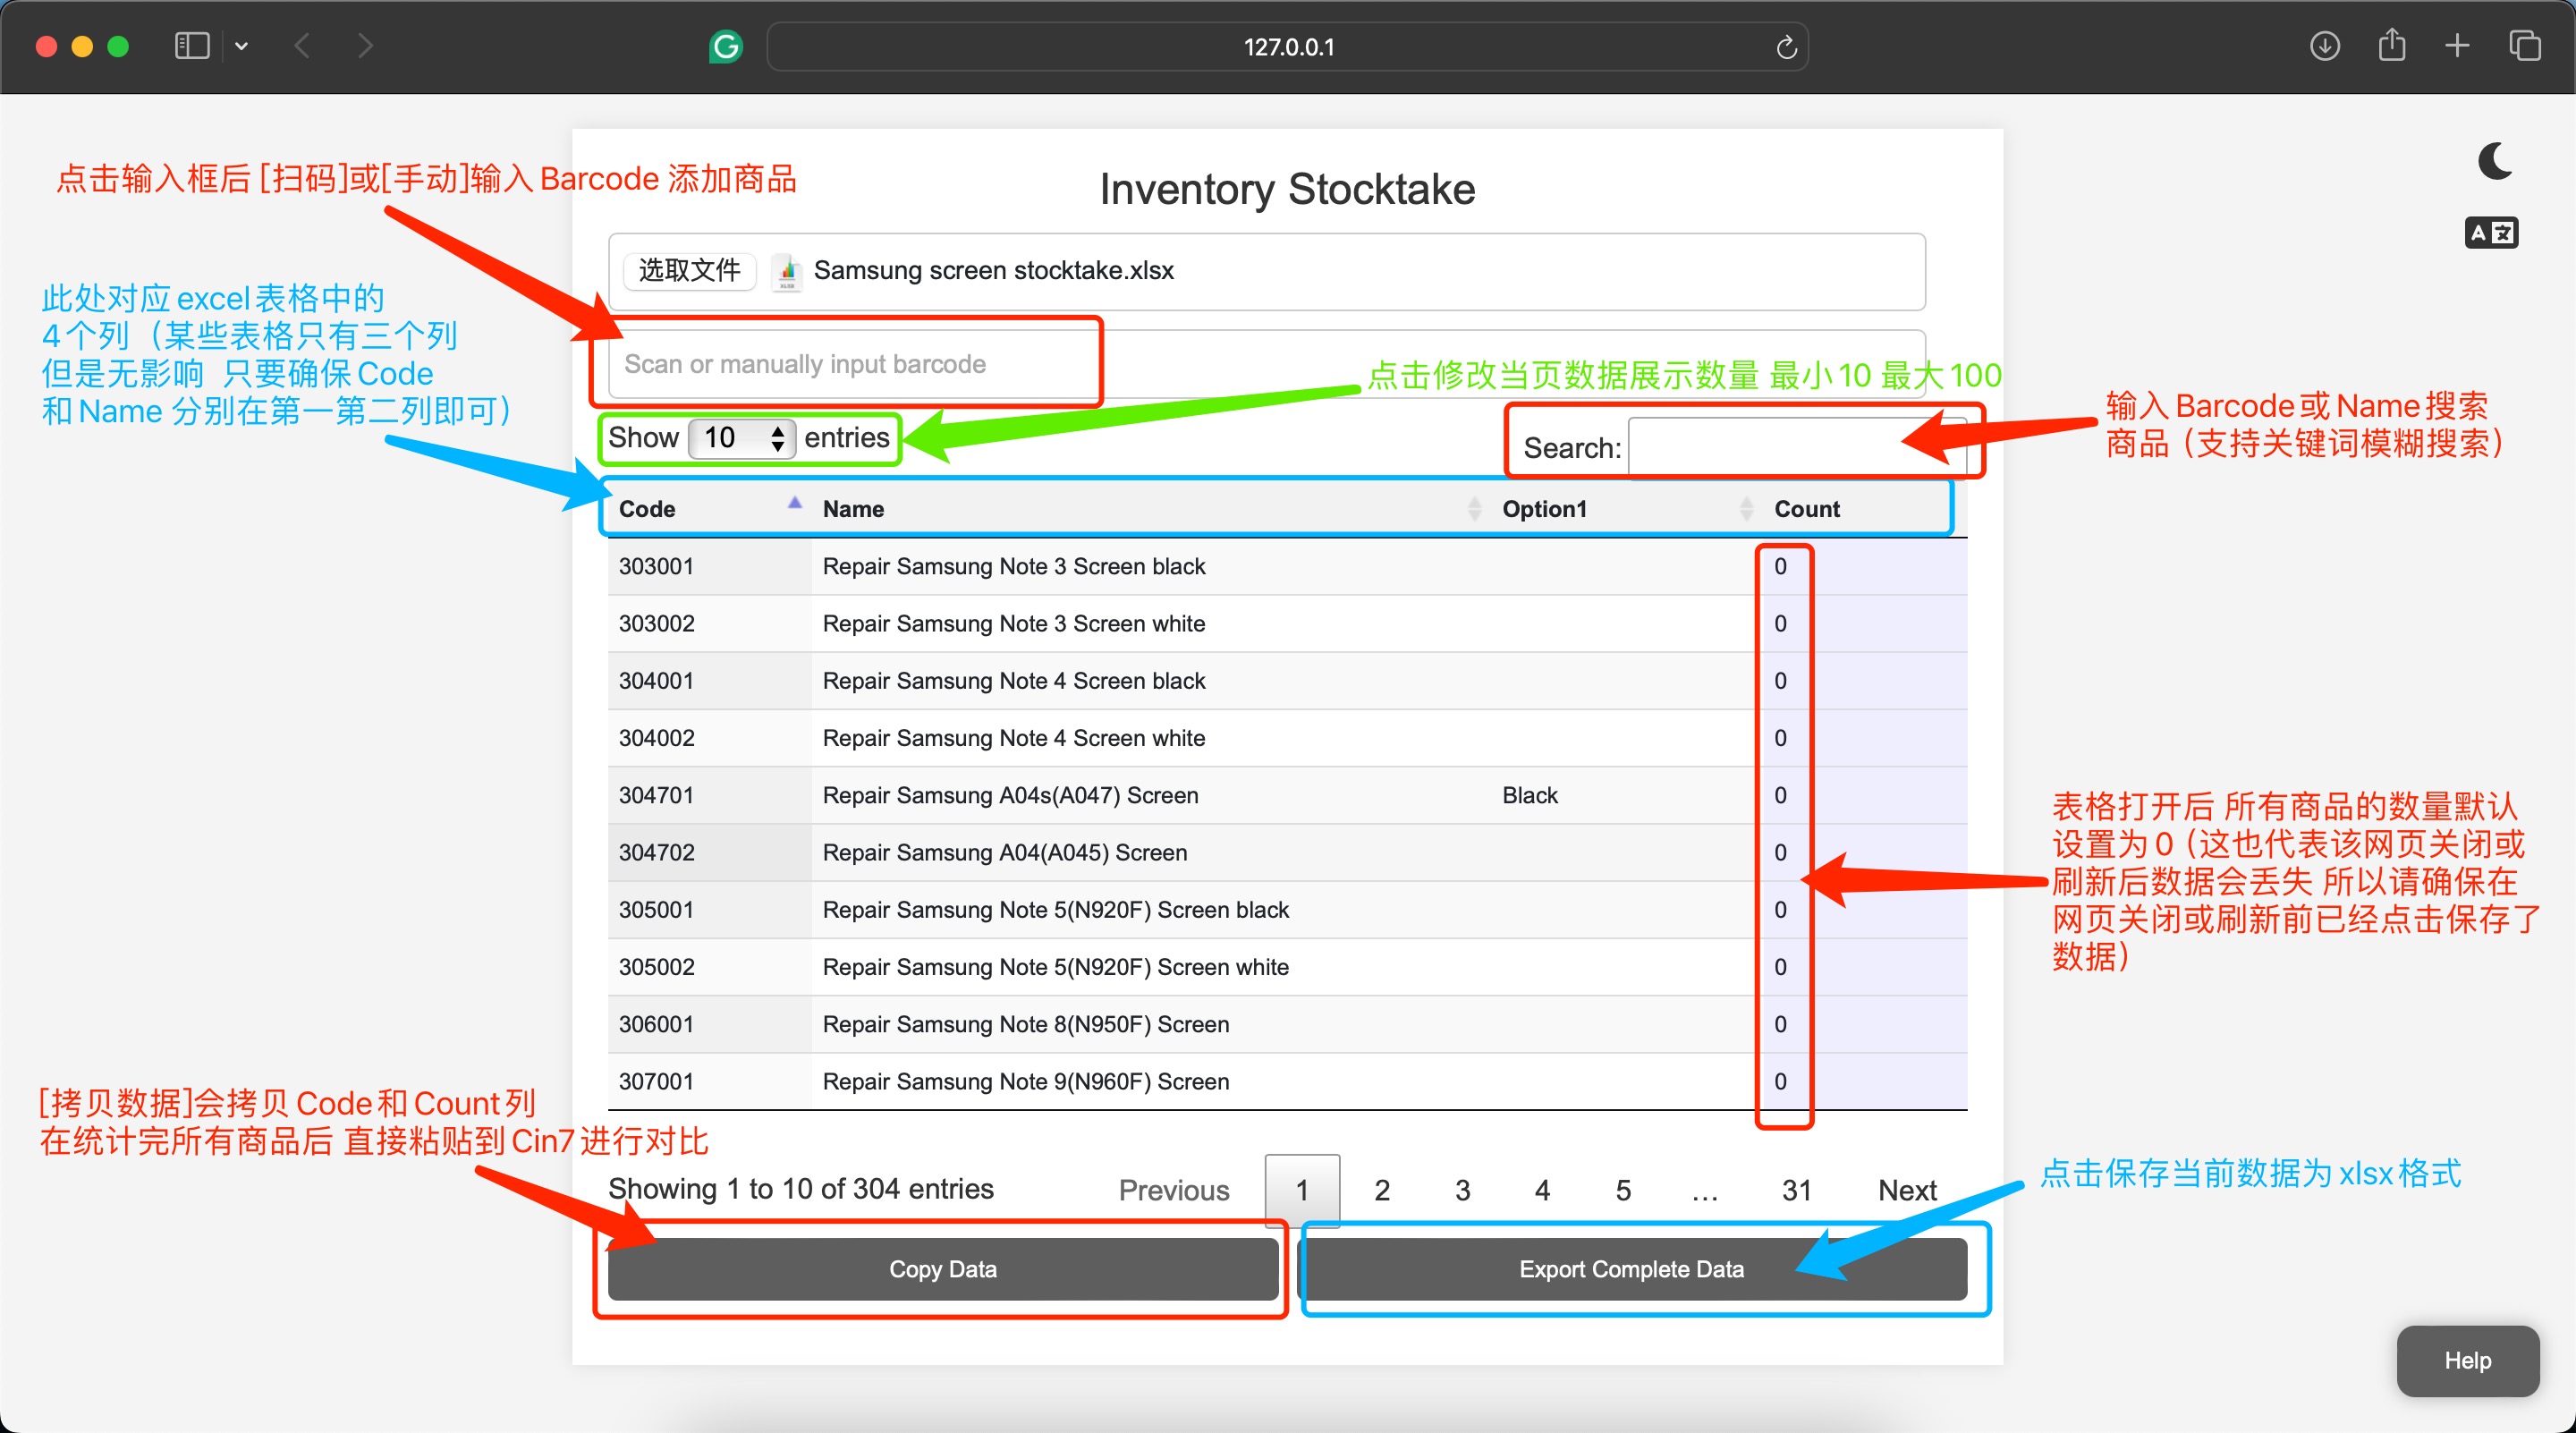 127.0.0.1
点击输入框后 [扫码]或[手动]输入 Barcode 添加商品
Inventory Stocktake
选取文件 Samsung screen stocktake.xlsx
此处对应 excel 表格中的
4个列（某些表格只有三个列
但是无影响 只要确保 Code
和 Name 分别在第一第二列即可）
Scan or manually input barcode
点击修改当页数据展示数量 最小 10 最大 100
Show 10 entries
Search:
输入 Barcode 或 Name 搜索
商品（支持关键词模糊搜索）
Code Name Option1 Count
303001 Repair Samsung Note 3 Screen black 0
303002 Repair Samsung Note 3 Screen white 0
304001 Repair Samsung Note 4 Screen black 0
304002 Repair Samsung Note 4 Screen white 0
304701 Repair Samsung A04s(A047) Screen Black 0
304702 Repair Samsung A04(A045) Screen 0
305001 Repair Samsung Note 5(N920F) Screen black 0
305002 Repair Samsung Note 5(N920F) Screen white 0
306001 Repair Samsung Note 8(N950F) Screen 0
307001 Repair Samsung Note 9(N960F) Screen 0
表格打开后 所有商品的数量默认
设置为 0（这也代表该网页关闭或
刷新后数据会丢失 所以请确保在
网页关闭或刷新前已经点击保存了
数据）
[拷贝数据]会拷贝 Code 和 Count 列
在统计完所有商品后 直接粘贴到 Cin7 进行对比
点击保存当前数据为 xlsx 格式
Showing 1 to 10 of 304 entries
Previous 1 2 3 4 5 … 31 Next
Copy Data
Export Complete Data
Help